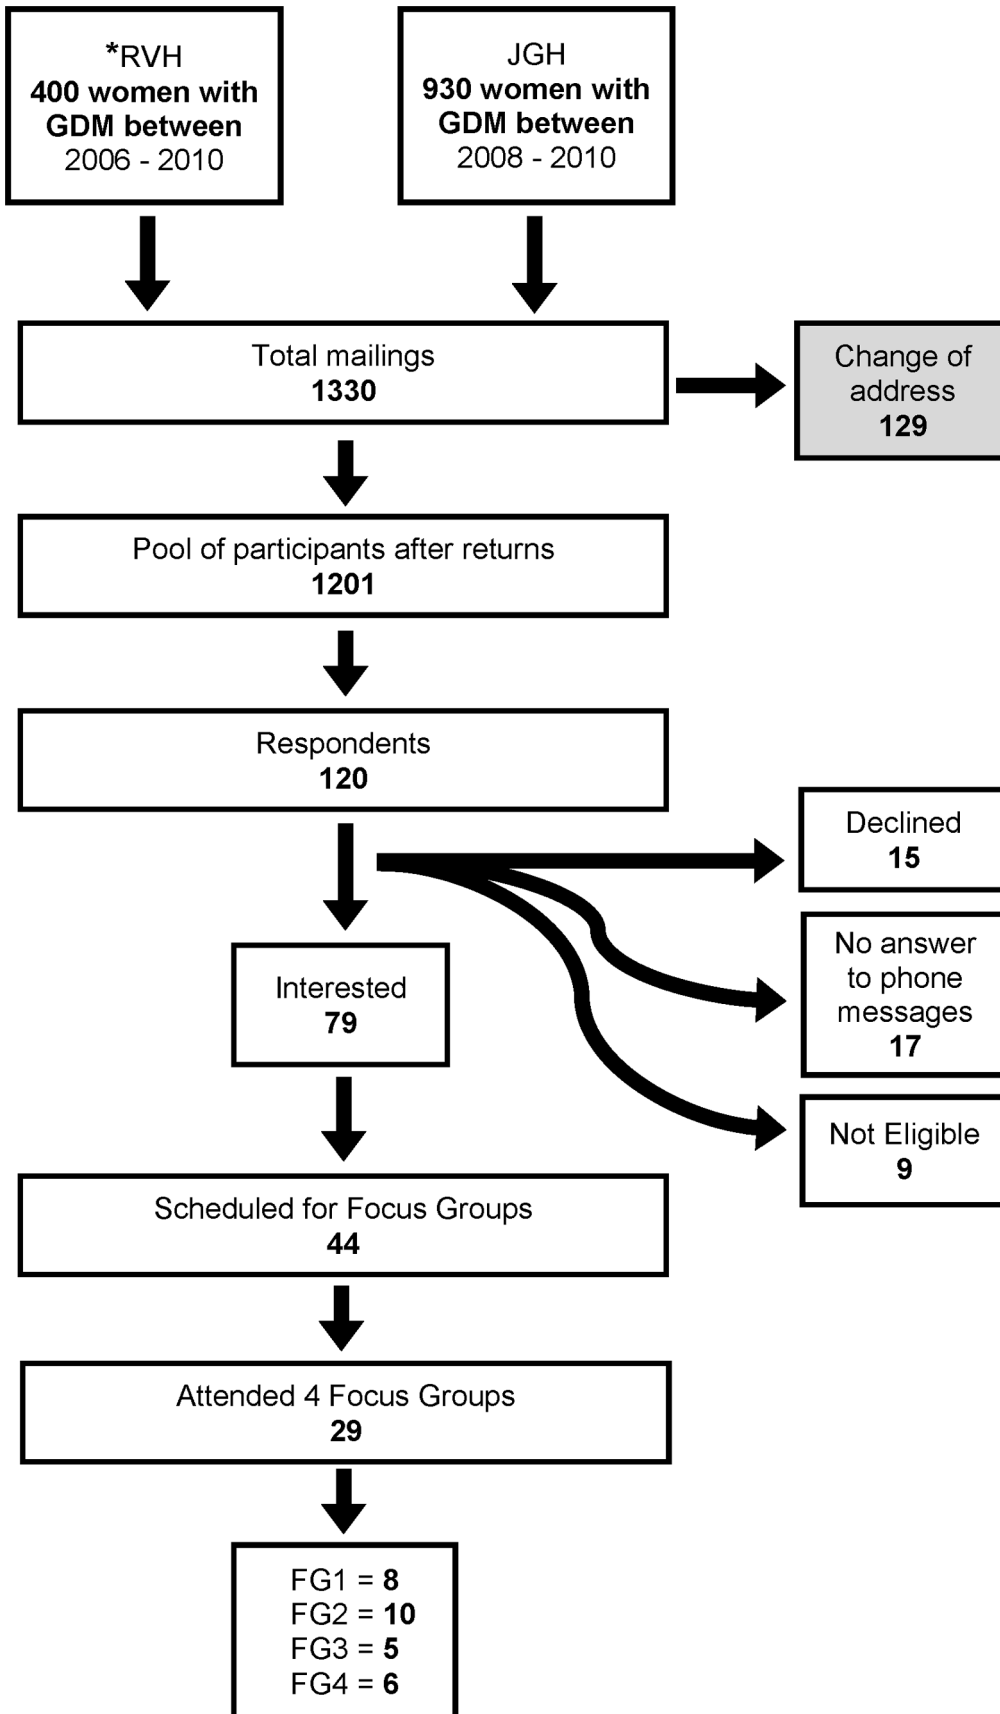 *RVH
400 women with
GDM between
2006 - 2010
JGH
930 women with
GDM between
2008 - 2010
Total mailings
1330
Change of
address
129
Pool of participants after returns
1201
Respondents
120
Declined
15
No answer
to phone
messages
17
Not Eligible
9
Interested
79
Scheduled for Focus Groups
44
Attended 4 Focus Groups
29
FG1 = 8
FG2 = 10
FG3 = 5
FG4 = 6